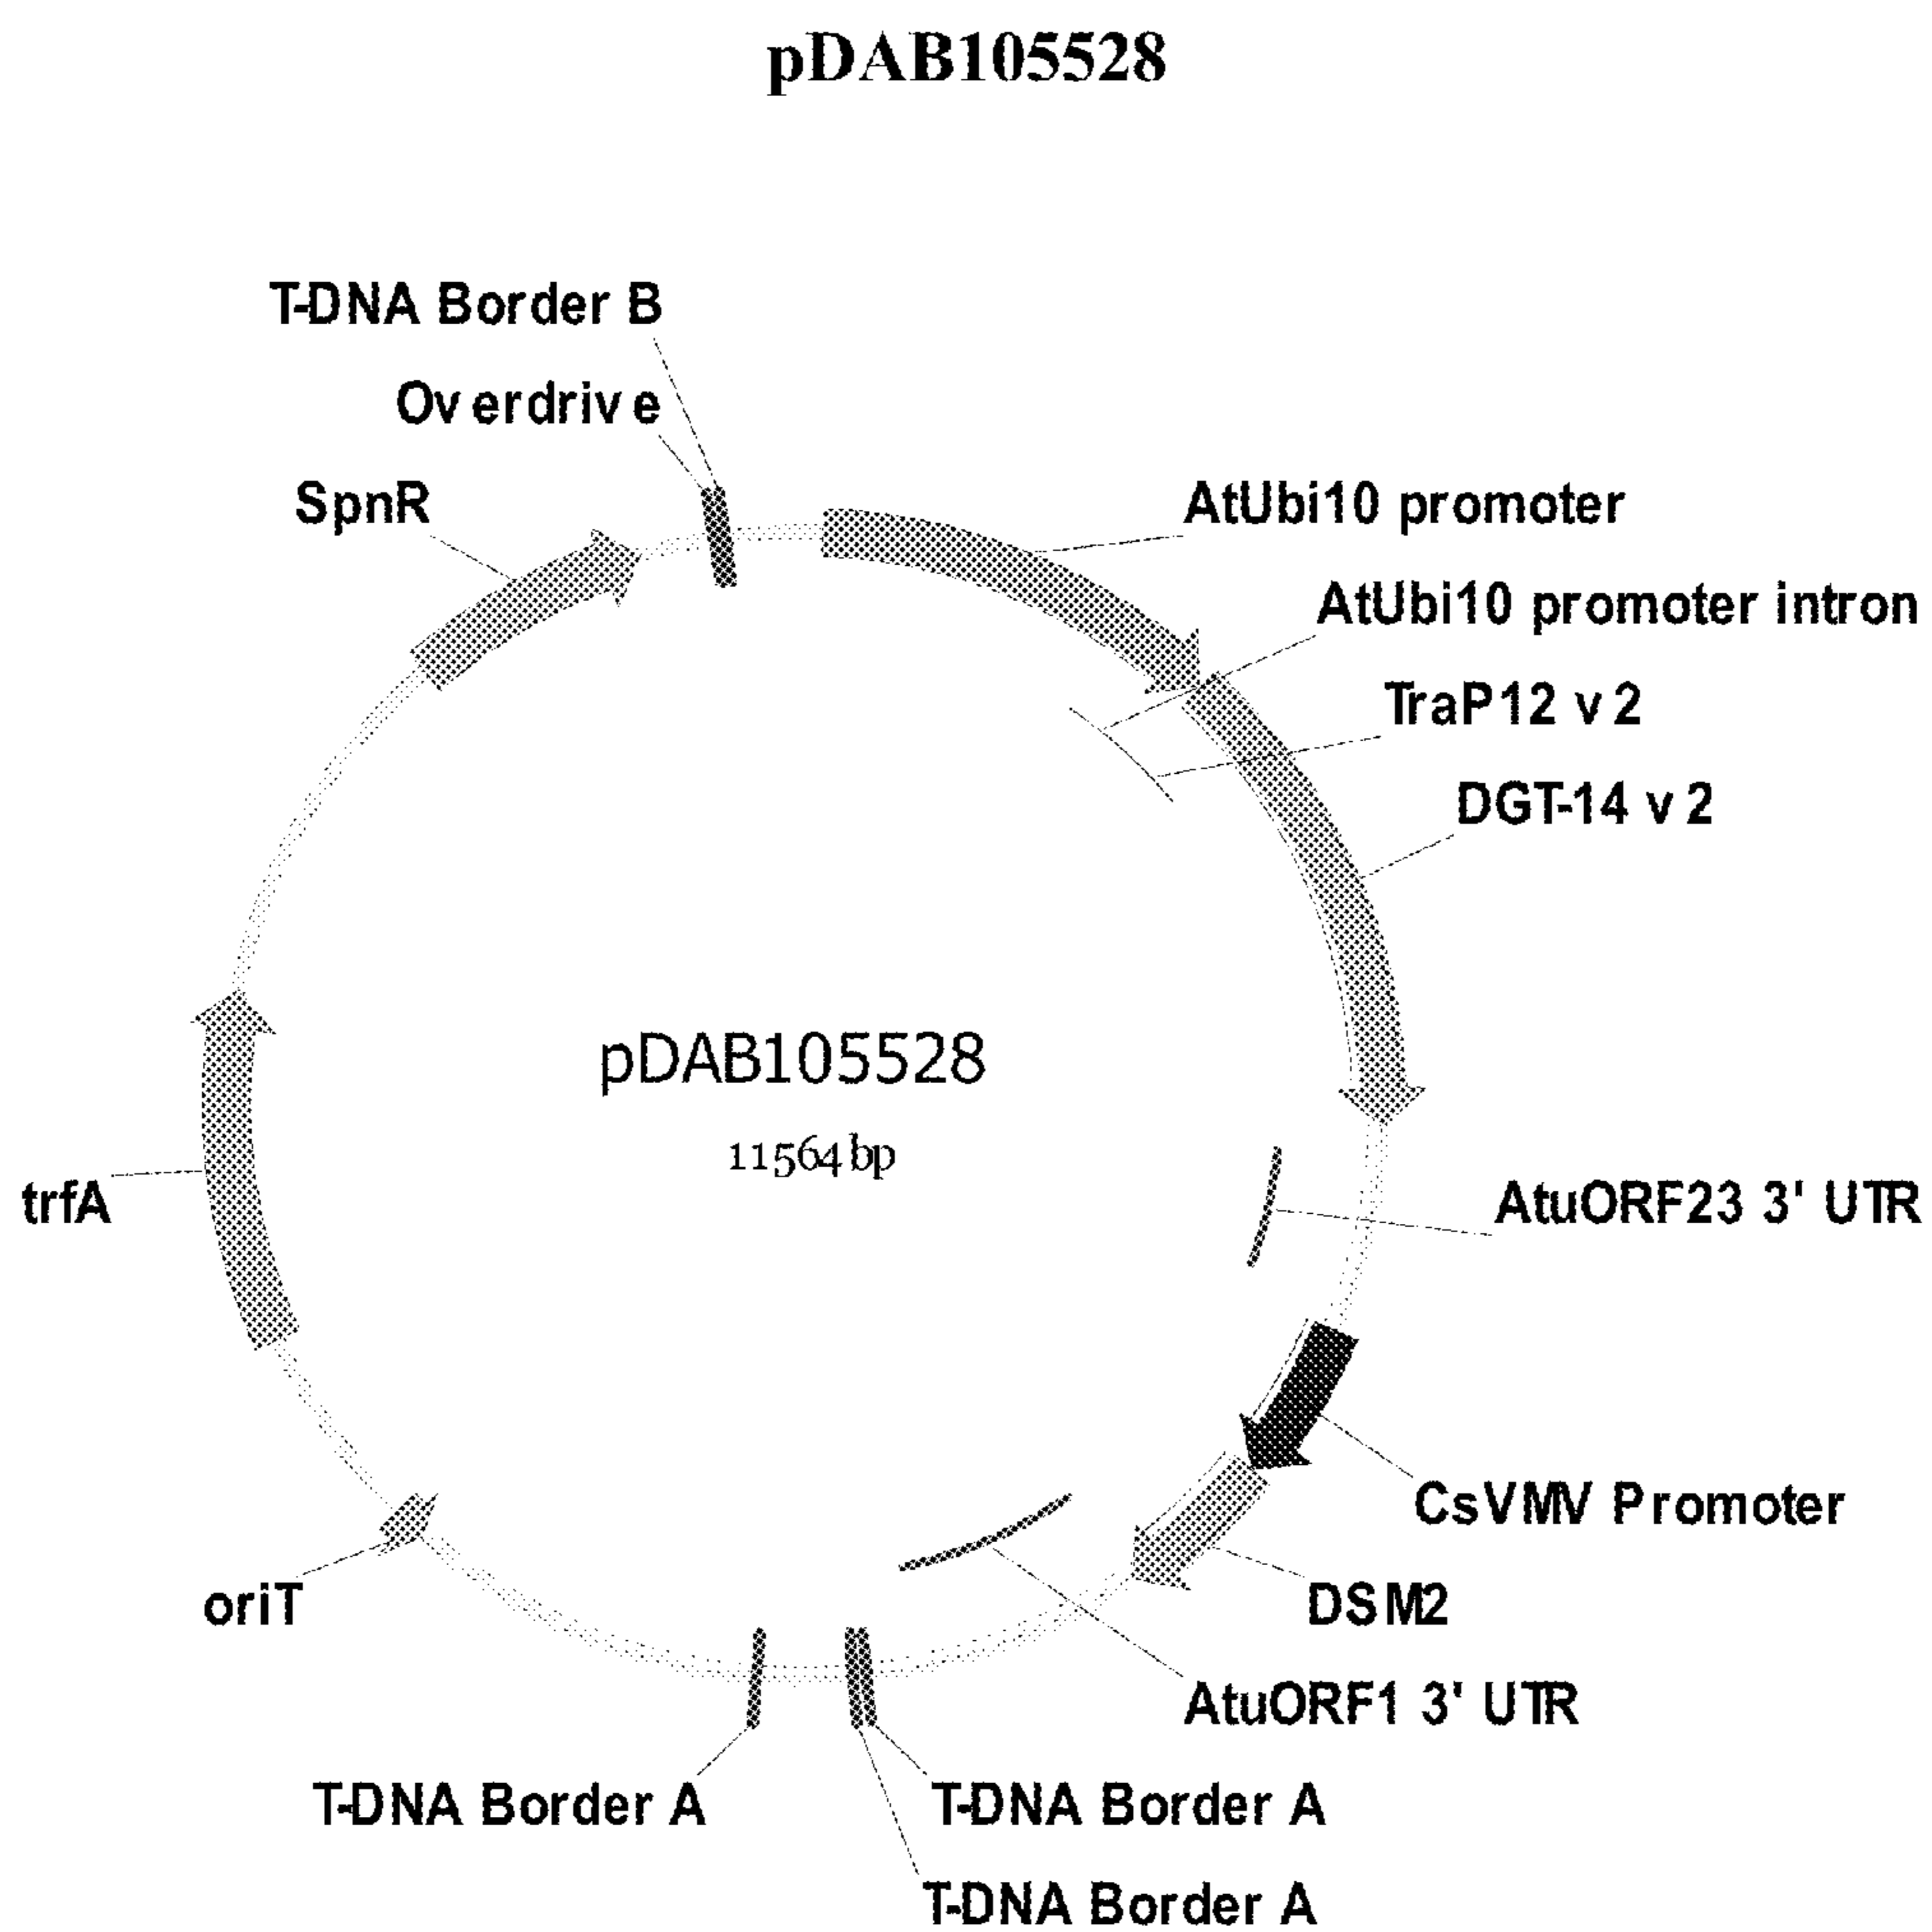 pDAB105528
T-DNA Border B
Overdrive
SpnR
AtUbi10 promoter
AtUbi10 promoter intron
TraP12 v2
DGT-14 v2
pDAB105528
11564 bp
trfA
AtuORF23 3' UTR
CsVMV Promoter
DSM2
oriT
AtuORF1 3' UTR
T-DNA Border A
T-DNA Border A
T-DNA Border A